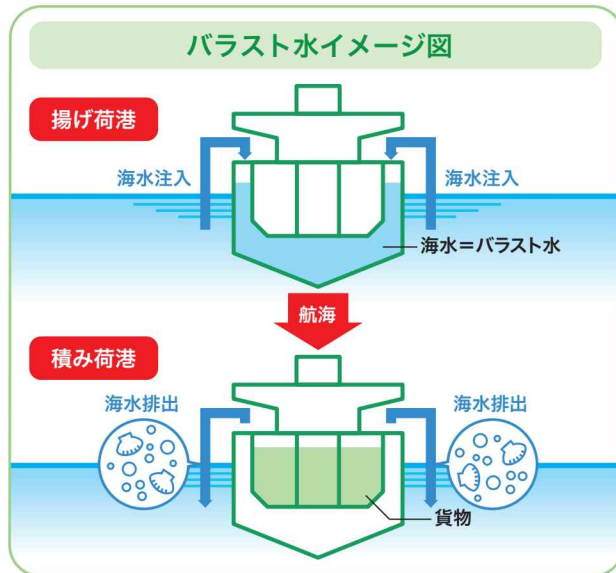 バラスト水イメージ図
揚げ荷港
海水注入
海水注入
海水＝バラスト水
航海
積み荷港
海水排出
海水排出
貨物